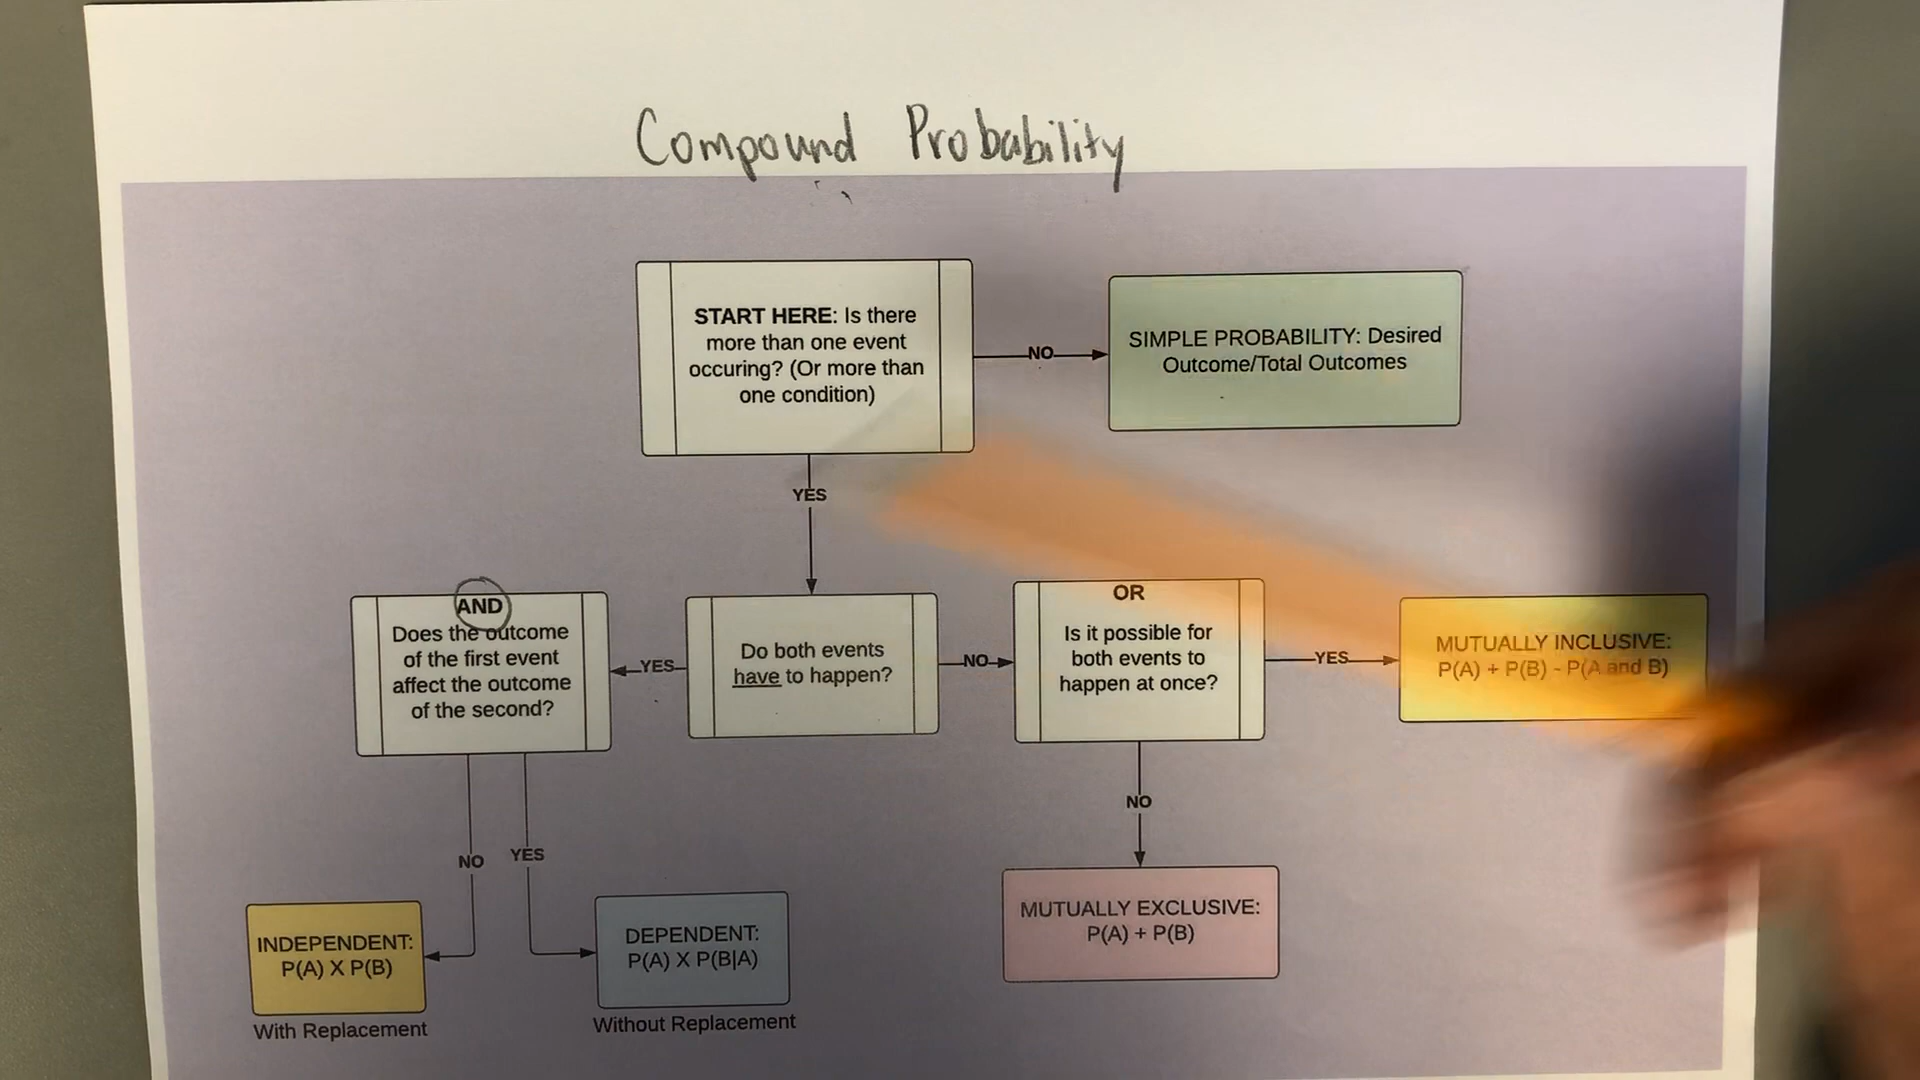 Compound Probability
START HERE: Is there
more than one event
occuring? (Or more than
one condition)
NO
SIMPLE PROBABILITY: Desired
Outcome/Total Outcomes
YES
AND
Does the outcome
of the first event
affect the outcome
of the second?
YES
Do both events
have to happen?
NO
OR
Is it possible for
both events to
happen at once?
YES
MUTUALLY INCLUSIVE:
P(A) + P(B) - P(A and B)
NO
YES
NO
INDEPENDENT:
P(A) X P(B)
With Replacement
DEPENDENT:
P(A) X P(B|A)
Without Replacement
MUTUALLY EXCLUSIVE:
P(A) + P(B)